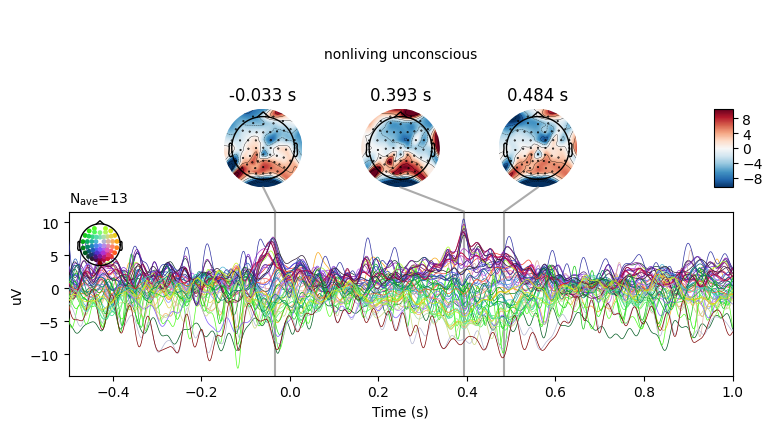 nonliving unconscious
-0.033 s 0.393 s 0.484 s
8
4
0
−4
−8
Nave=13
10
5
0
−5
−10
uV
−0.4 −0.2 0.0 0.2 0.4 0.6 0.8 1.0
Time (s)